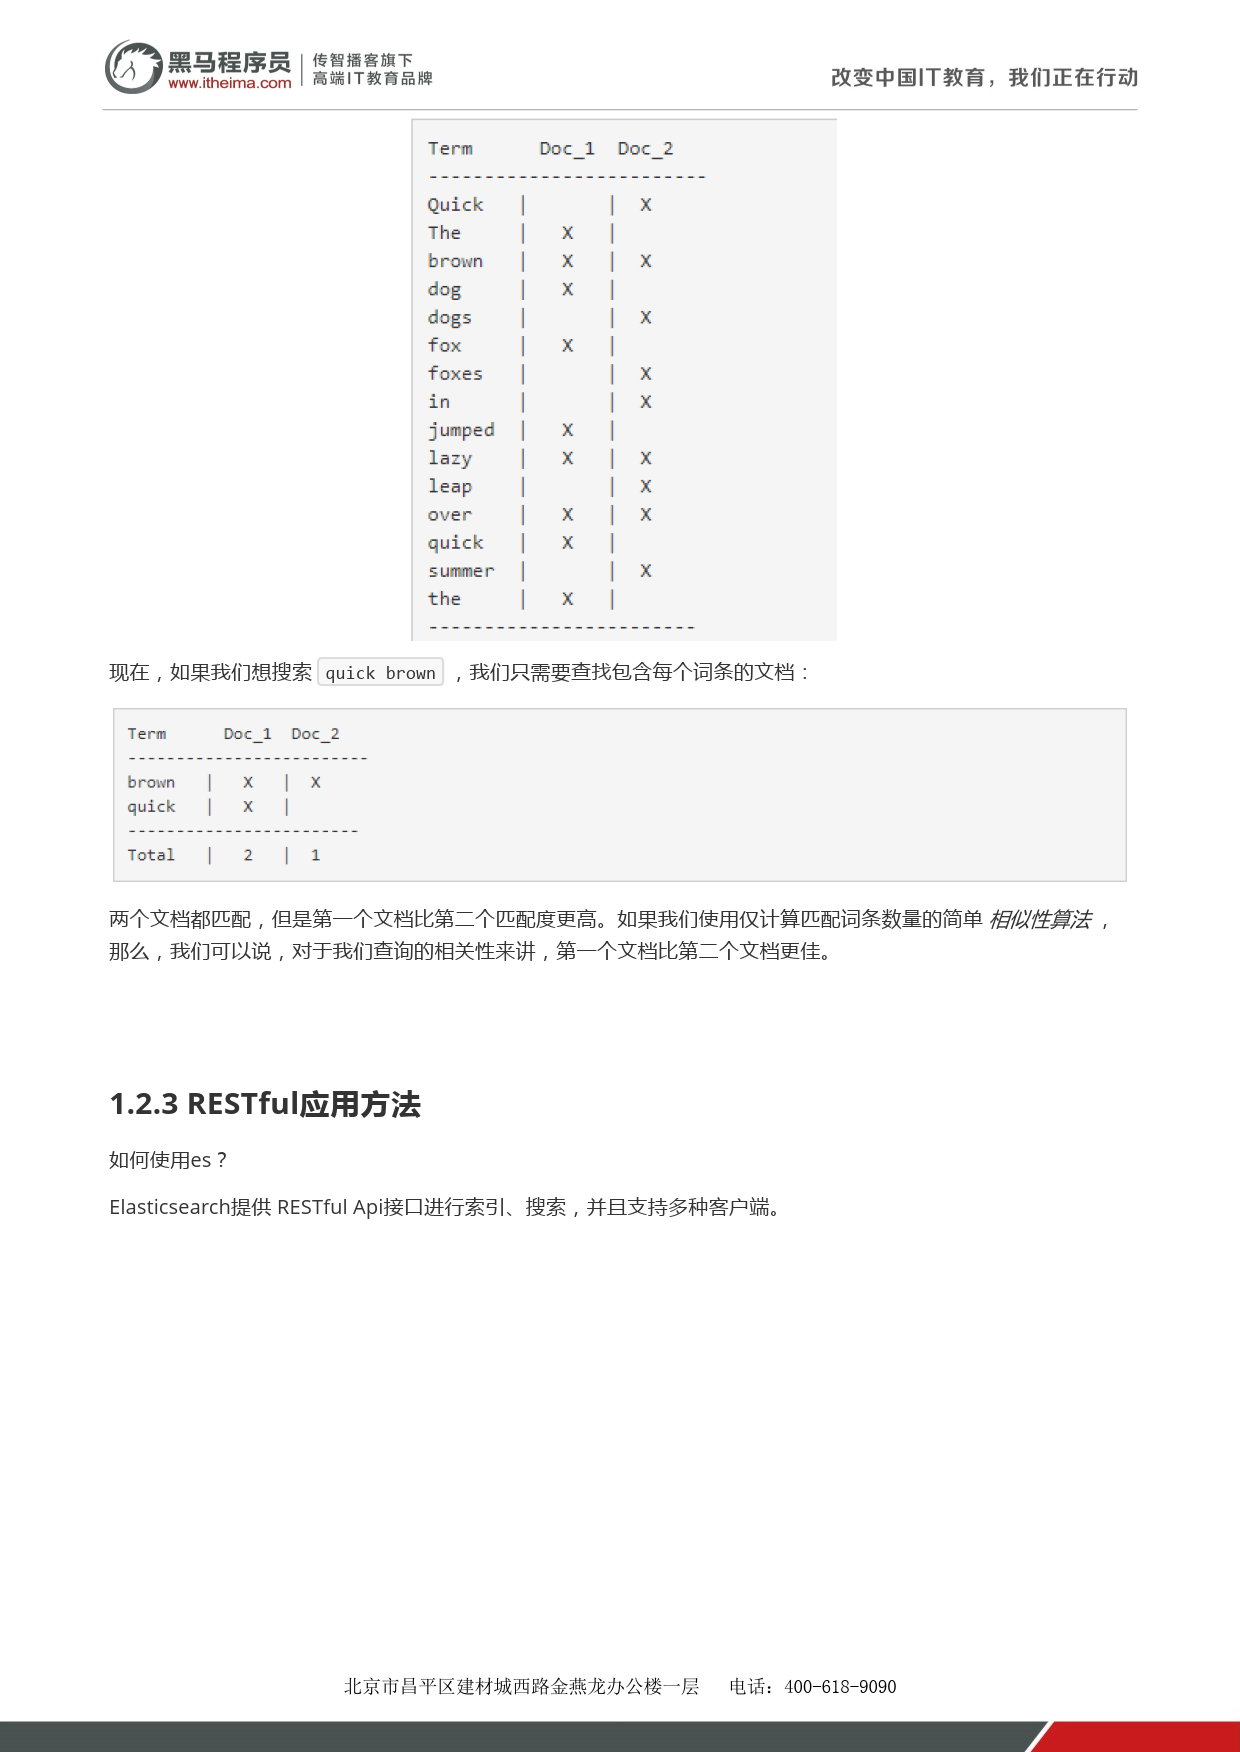 黑马程序员
www.itheima.com
传智播客旗下
高端IT教育品牌
改变中国IT教育，我们正在行动
Term      Doc_1  Doc_2
-------------------------
Quick   |       |  X
The     |   X   |
brown   |   X   |  X
dog     |   X   |
dogs    |       |  X
fox     |   X   |
foxes   |       |  X
in      |       |  X
jumped  |   X   |
lazy    |   X   |  X
leap    |       |  X
over    |   X   |  X
quick   |   X   |
summer  |       |  X
the     |   X   |
------------------------
现在，如果我们想搜索 quick brown ，我们只需要查找包含每个词条的文档：
Term      Doc_1  Doc_2
-------------------------
brown   |   X   |  X
quick   |   X   |
------------------------
Total   |   2   |  1
两个文档都匹配，但是第一个文档比第二个匹配度更高。如果我们使用仅计算匹配词条数量的简单 相似性算法 ，
那么，我们可以说，对于我们查询的相关性来讲，第一个文档比第二个文档更佳。
1.2.3 RESTful应用方法
如何使用es？
Elasticsearch提供 RESTful Api接口进行索引、搜索，并且支持多种客户端。
北京市昌平区建材城西路金燕龙办公楼一层   电话：400-618-9090